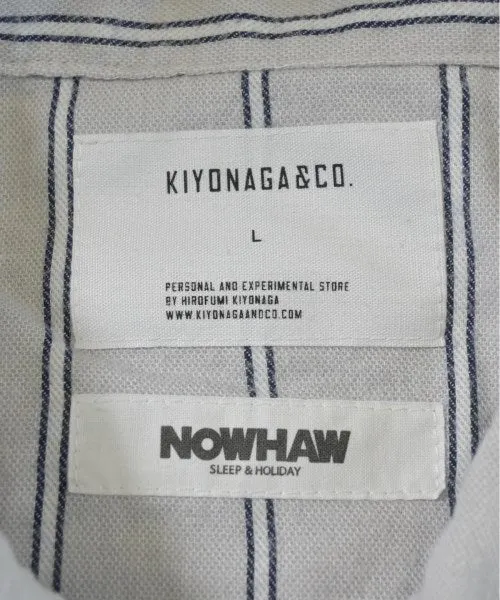 KIYONAGA&CO.
L
PERSONAL AND EXPERIMENTAL STORE
BY HIROFUMI KIYONAGA
WWW.KIYONAGAANDCO.COM
NOWHAW
SLEEP & HOLIDAY